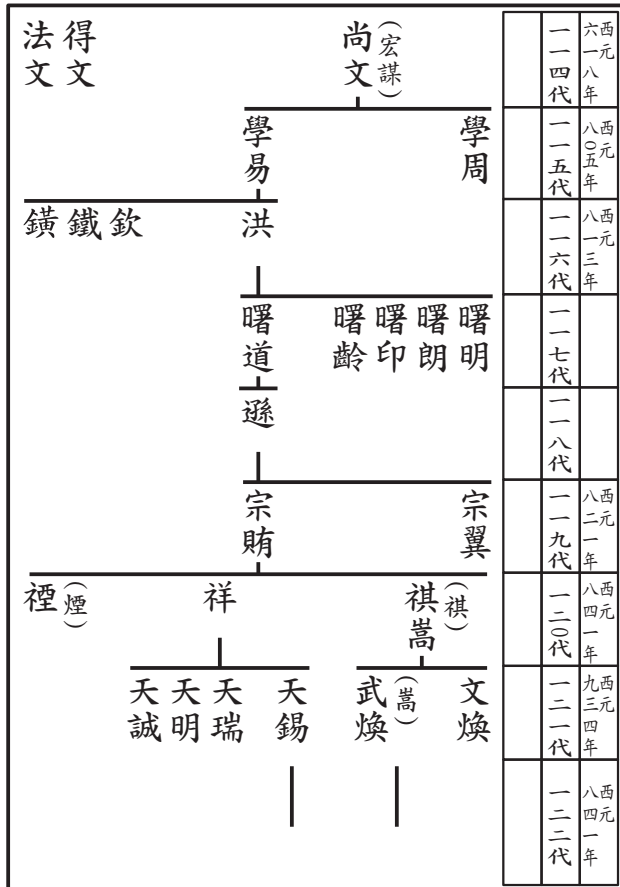 西元六一八年
一一四代
尚文(宏謀)
得文
法文
西元八0五年
一一五代
學周
學易
西元八一三年
一一六代
洪
欽
鐵
鐄
一一七代
曙明
曙朗
曙印
曙齡
曙道
一一八代
遜
西元八二一年
一一九代
宗翼
宗賄
西元八四一年
一二0代
祺嵩(祺)
祥
禋(煙)
西元九三四年
一二一代
文煥
武煥(嵩)
天錫
天瑞
天明
天誠
西元八四一年
一二二代